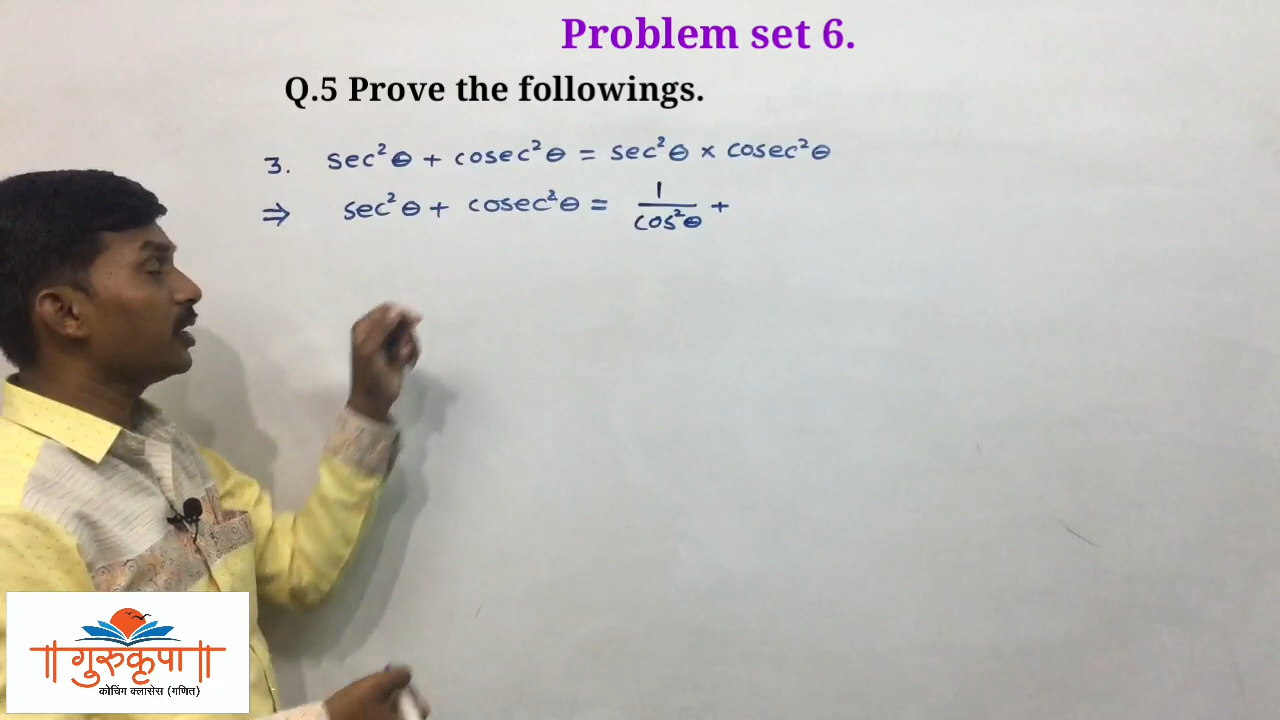 Problem set 6.
Q.5 Prove the followings.
3. sec²θ + cosec²θ = sec²θ × cosec²θ
⇒ sec²θ + cosec²θ = 1/cos²θ +
॥ गुरुकृपा ॥
कोचिंग क्लासेस (गणित)